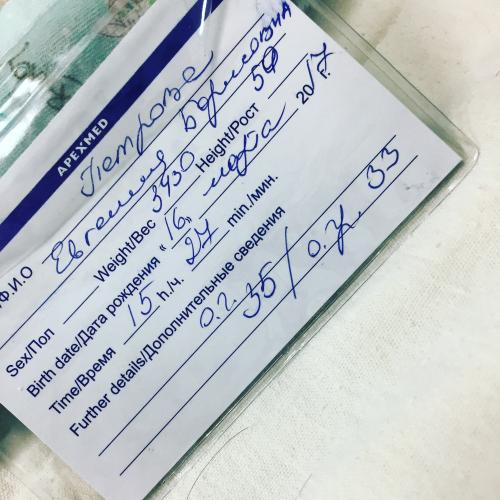 APEXMED
Петрова
Ф.И.О Евгения Борисовна
Sex/Пол Weight/Вес 3430 Height/Рост 50
Birth date/Дата рождения "16" марта 2017 г.
Time/Время 15 h./ч. 27 min./мин.
Further details/Дополнительные сведения
о.г. 35 / о.г. 33